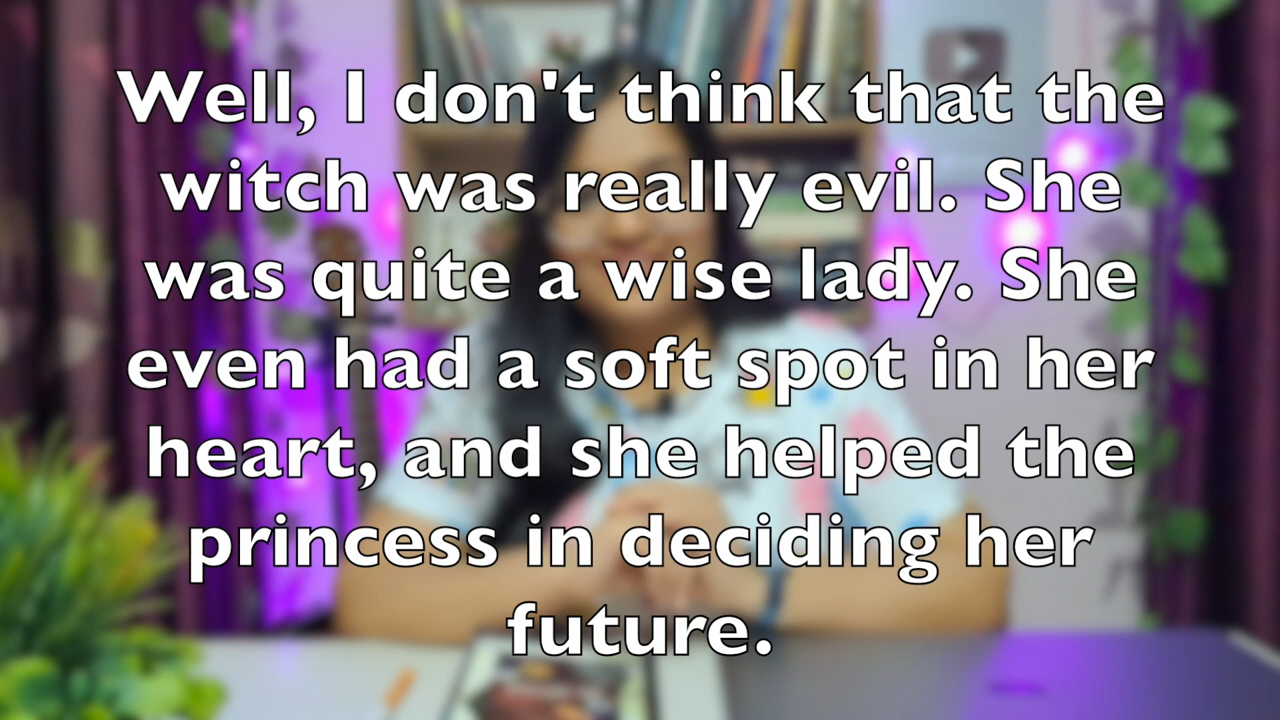 Well, I don't think that the
witch was really evil. She
was quite a wise lady. She
even had a soft spot in her
heart, and she helped the
princess in deciding her
future.